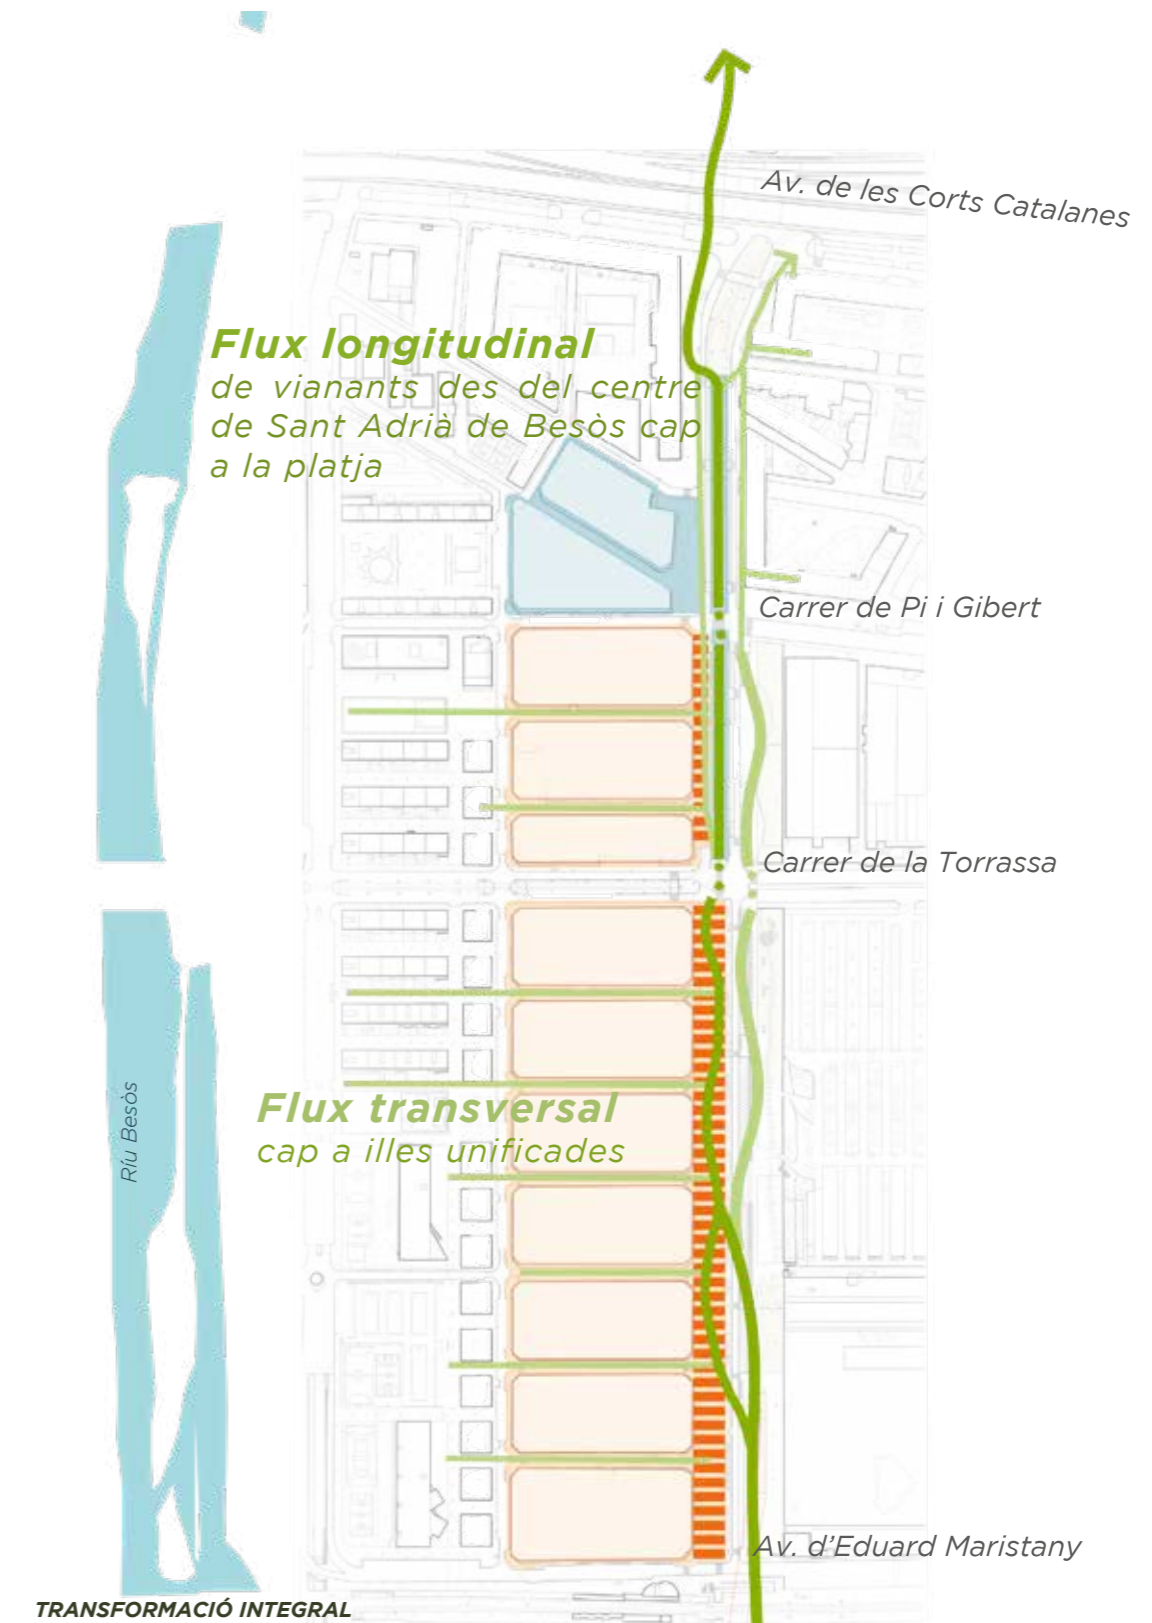 Av. de les Corts Catalanes
Flux longitudinal
de vianants des del centre
de Sant Adrià de Besòs cap
a la platja
Carrer de Pi i Gibert
Carrer de la Torrassa
Ríu Besòs
Flux transversal
cap a illes unificades
Av. d'Eduard Maristany
TRANSFORMACIÓ INTEGRAL